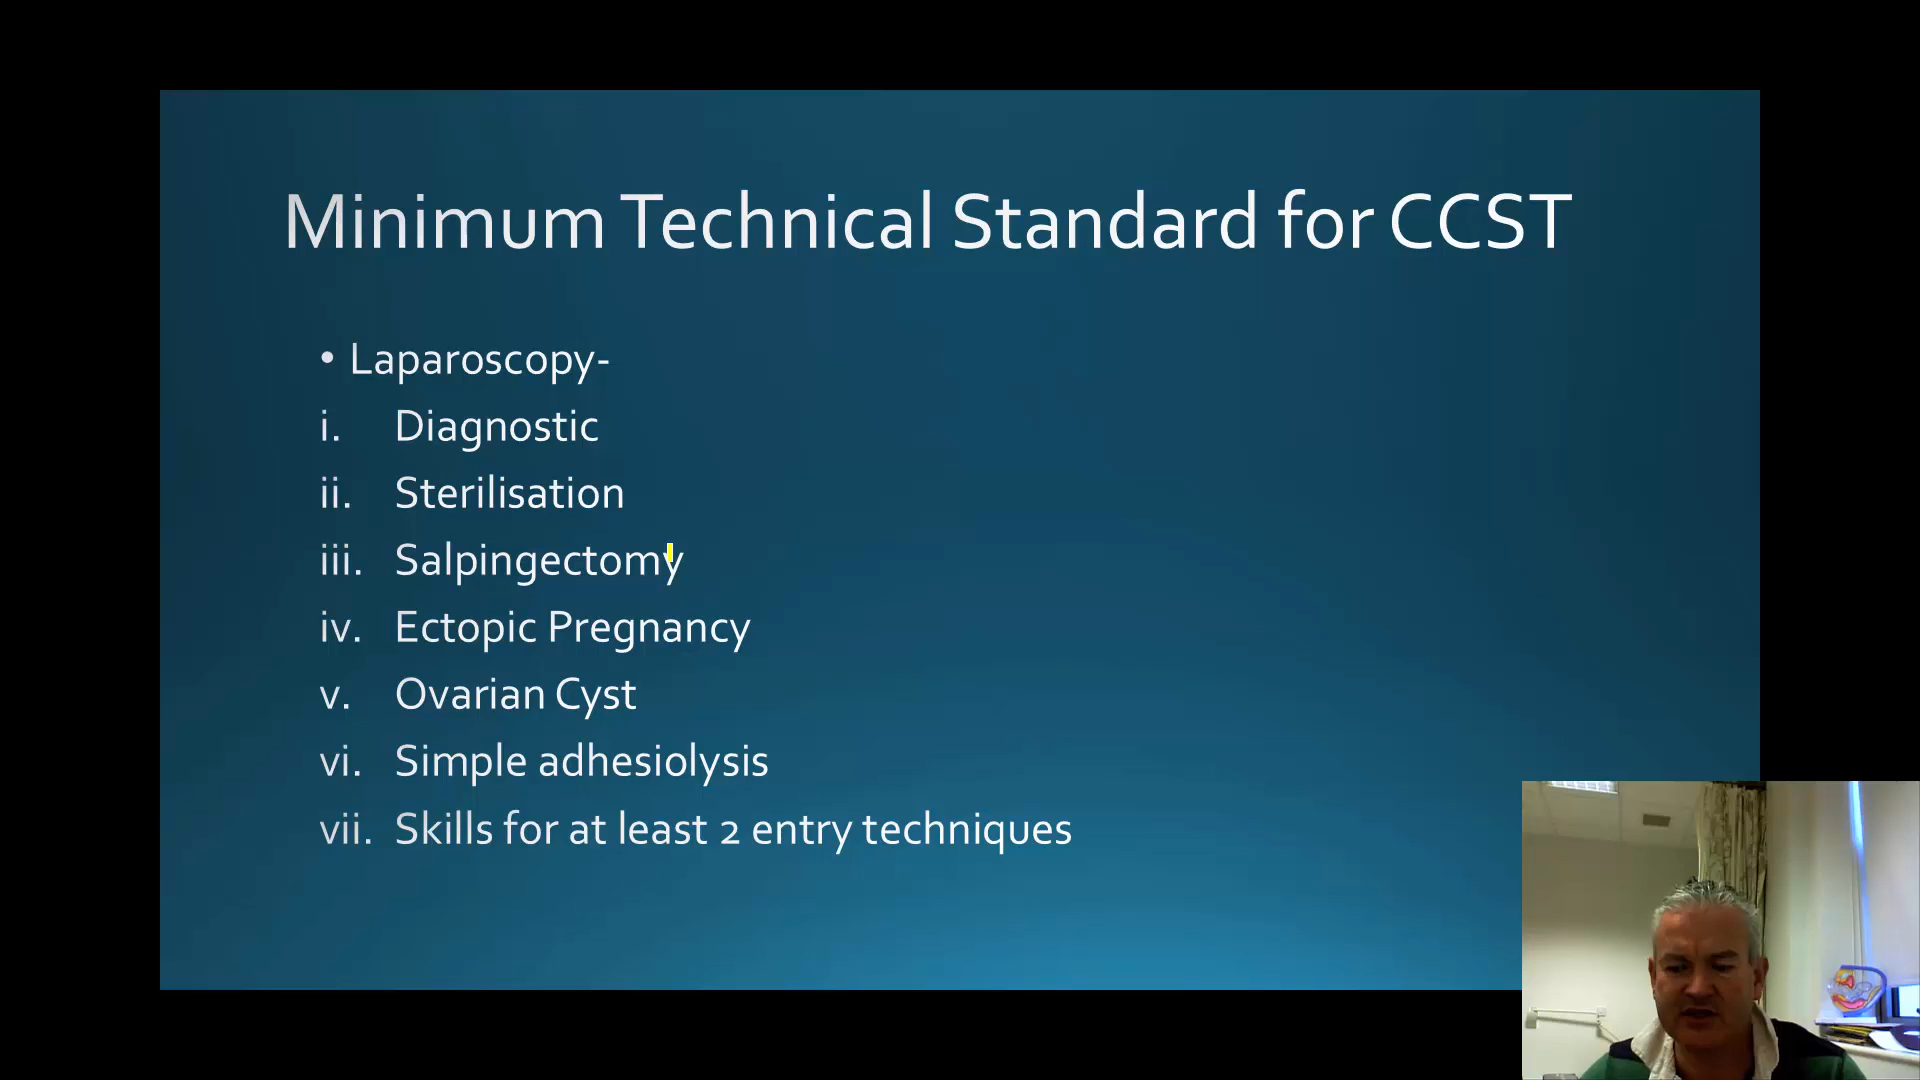 Minimum Technical Standard for CCST
• Laparoscopy-
i. Diagnostic
ii. Sterilisation
iii. Salpingectomy
iv. Ectopic Pregnancy
v. Ovarian Cyst
vi. Simple adhesiolysis
vii. Skills for at least 2 entry techniques